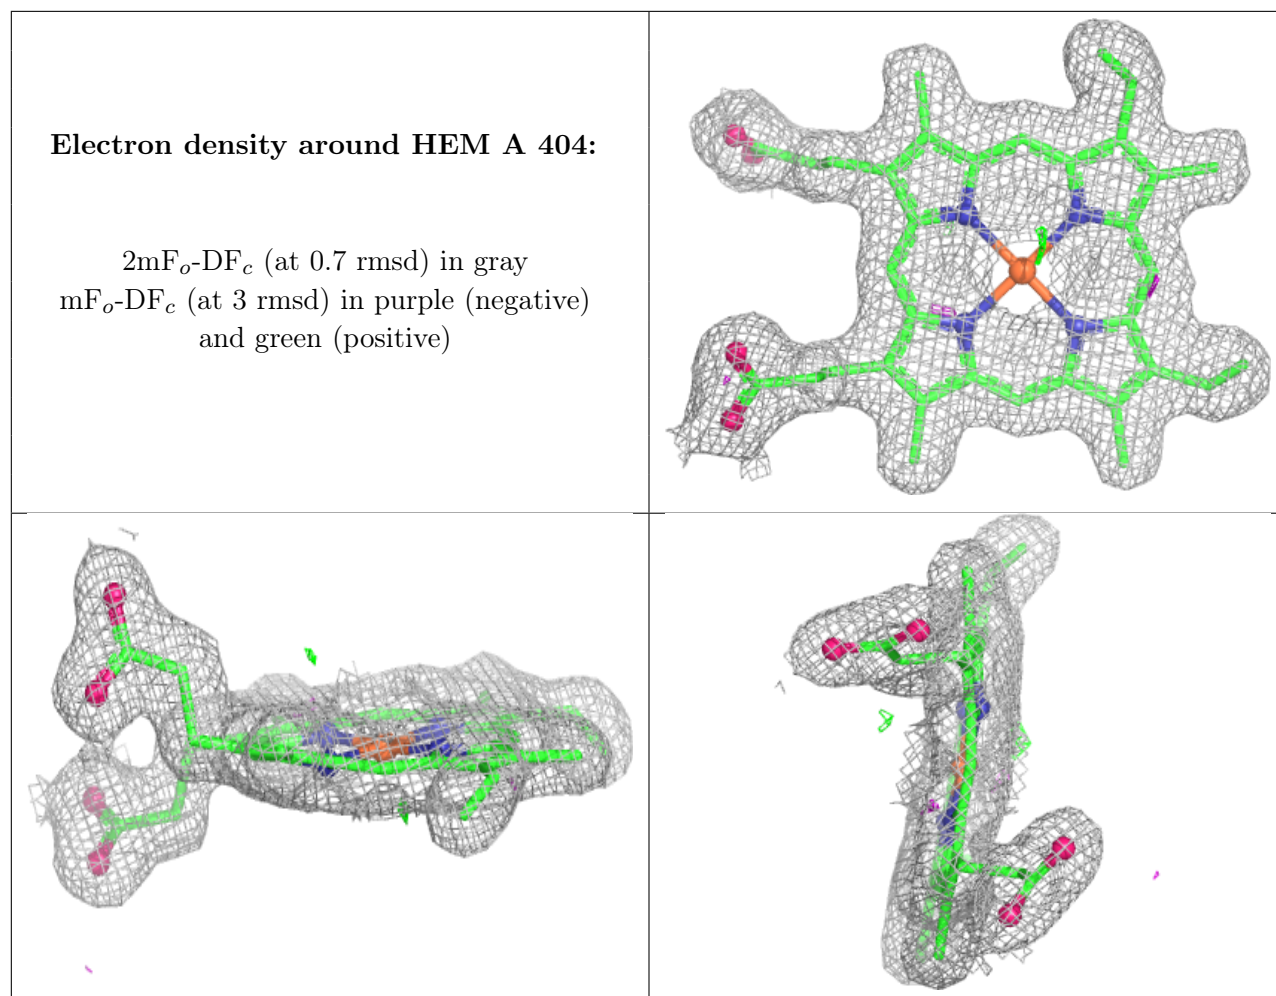 Electron density around HEM A 404:
2mFₒ-DF𝒸 (at 0.7 rmsd) in gray
mFₒ-DF𝒸 (at 3 rmsd) in purple (negative)
and green (positive)